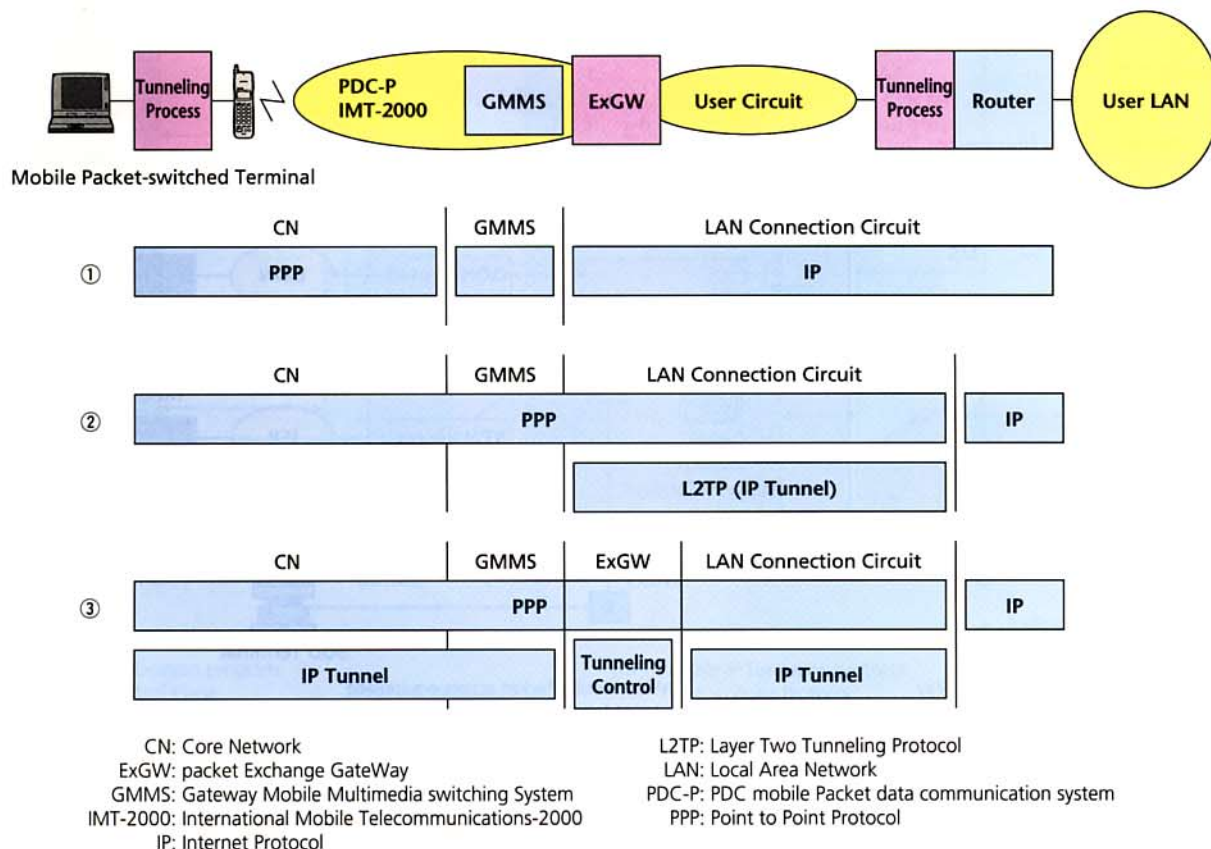 Tunneling
Process
PDC-P
IMT-2000
GMMS
ExGW
User Circuit
Tunneling
Process
Router
User LAN
Mobile Packet-switched Terminal
CN
GMMS
LAN Connection Circuit
①
PPP
IP
CN
GMMS
LAN Connection Circuit
②
PPP
IP
L2TP (IP Tunnel)
CN
GMMS
ExGW
LAN Connection Circuit
③
PPP
IP
IP Tunnel
Tunneling
Control
IP Tunnel
CN: Core Network
ExGW: packet Exchange GateWay
GMMS: Gateway Mobile Multimedia switching System
IMT-2000: International Mobile Telecommunications-2000
IP: Internet Protocol
L2TP: Layer Two Tunneling Protocol
LAN: Local Area Network
PDC-P: PDC mobile Packet data communication system
PPP: Point to Point Protocol